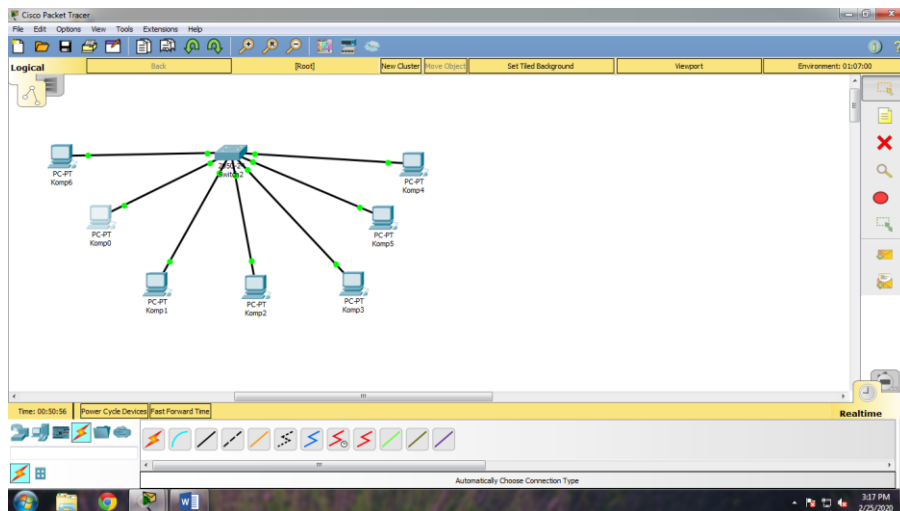 Cisco Packet Tracer
File Edit Options View Tools Extensions Help
Logical Back [Root] New Cluster Move Object Set Tiled Background Viewport Environment: 01:07:00
PC-PT
Komp6
Switch2
PC-PT
Komp4
PC-PT
Komp0
PC-PT
Komp5
PC-PT
Komp1
PC-PT
Komp2
PC-PT
Komp3
Time: 00:50:56 Power Cycle Devices Fast Forward Time Realtime
Automatically Choose Connection Type
3:17 PM
2/25/2020